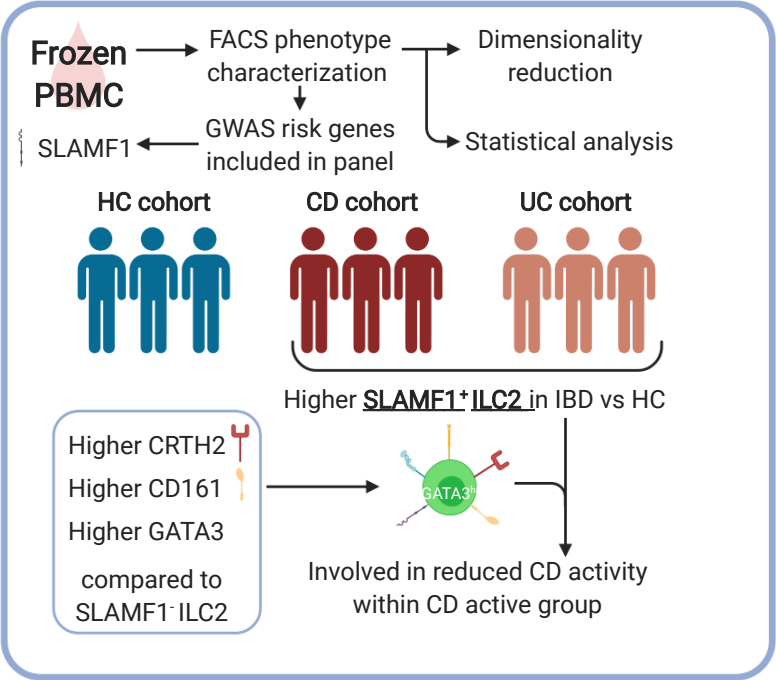 Frozen
PBMC
FACS phenotype
characterization
Dimensionality
reduction
SLAMF1
GWAS risk genes
included in panel
Statistical analysis
HC cohort
CD cohort
UC cohort
Higher SLAMF1⁺ ILC2 in IBD vs HC
Higher CRTH2
Higher CD161
Higher GATA3
compared to
SLAMF1⁻ ILC2
GATA3ʰⁱ
Involved in reduced CD activity
within CD active group